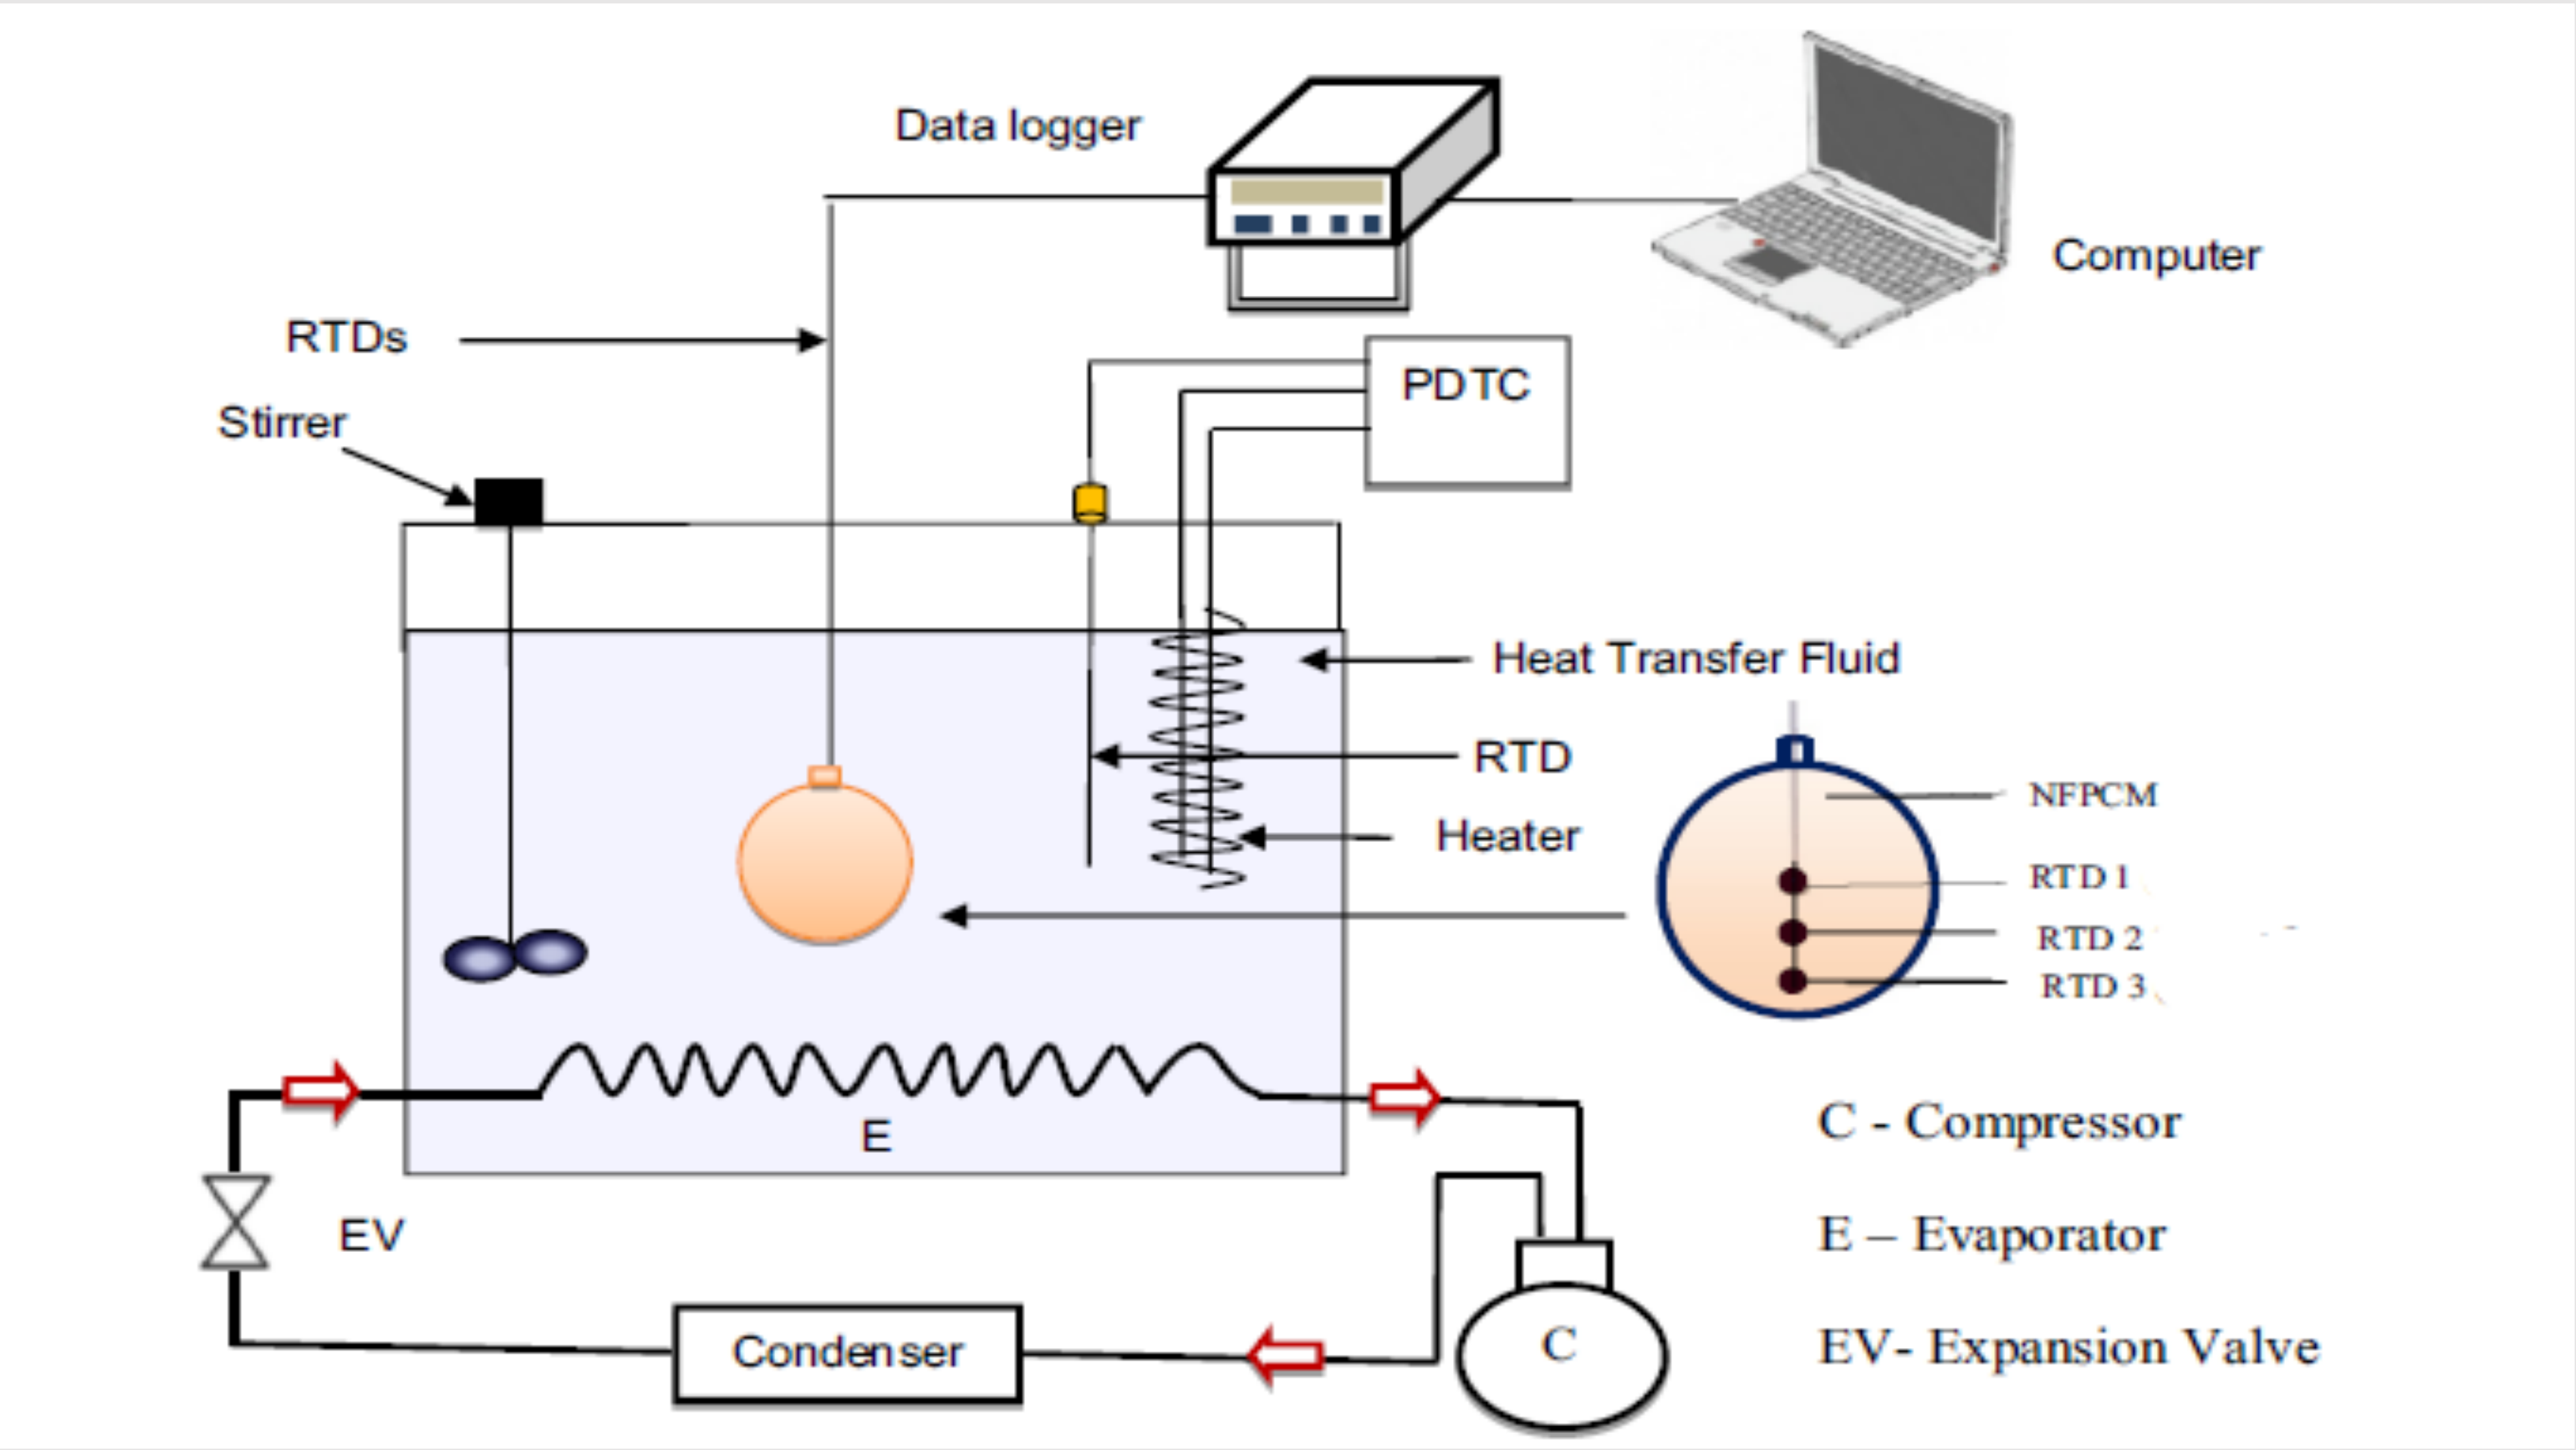 Data logger
Computer
RTDs
PDTC
Stirrer
Heat Transfer Fluid
RTD
NFPCM
Heater
RTD 1
RTD 2
RTD 3
C - Compressor
E
E – Evaporator
EV
Condenser
C
EV- Expansion Valve